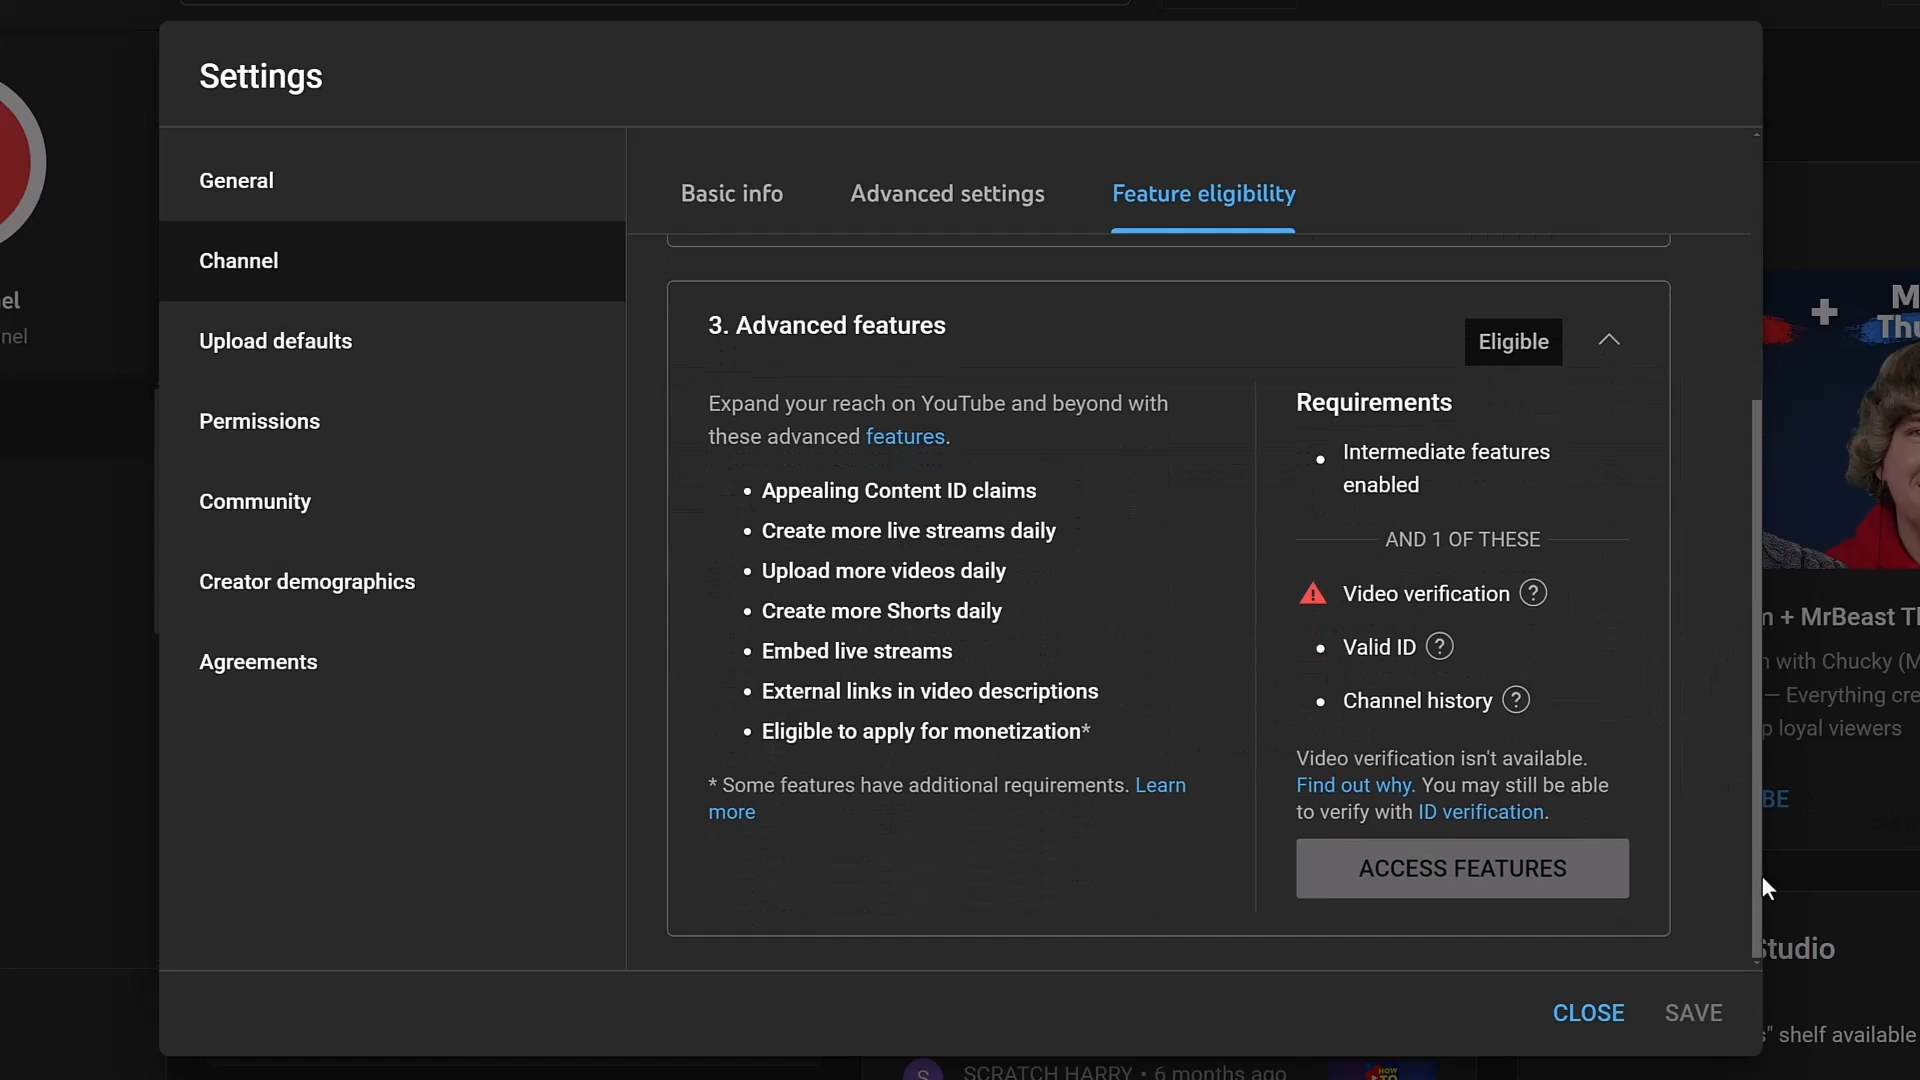 Settings
General
Channel
Upload defaults
Permissions
Community
Creator demographics
Agreements
Basic info
Advanced settings
Feature eligibility
3. Advanced features
Eligible
Expand your reach on YouTube and beyond with
these advanced features.
• Appealing Content ID claims
• Create more live streams daily
• Upload more videos daily
• Create more Shorts daily
• Embed live streams
• External links in video descriptions
• Eligible to apply for monetization*
* Some features have additional requirements. Learn
more
Requirements
• Intermediate features
enabled
AND 1 OF THESE
Video verification ?
• Valid ID ?
• Channel history ?
Video verification isn't available.
Find out why. You may still be able
to verify with ID verification.
ACCESS FEATURES
CLOSE
SAVE
el
nel
+ M
Thu
+ MrBeast
with Chucky (M
— Everything cre
loyal viewers
BE
Studio
s" shelf available
S
SCRATCH HARRY • 6 months ago
HOW
TO